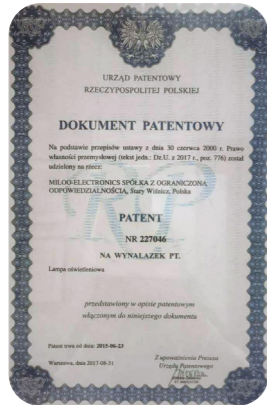 URZĄD PATENTOWY
RZECZYPOSPOLITEJ POLSKIEJ
DOKUMENT PATENTOWY
Na podstawie przepisów ustawy z dnia 30 czerwca 2000 r. Prawo
własności przemysłowej (tekst jedn.: Dz.U. z 2017 r., poz. 776) został
udzielony na rzecz:
MILOO-ELECTRONICS SPÓŁKA Z OGRANICZONĄ
ODPOWIEDZIALNOŚCIĄ, Stary Wiśnicz, Polska
PATENT
NR 227046
NA WYNALAZEK PT.
Lampa oświetleniowa
przedstawiony w opisie patentowym
włączonym do niniejszego dokumentu
Patent trwa od dnia: 2015-06-23
Warszawa, dnia 2017-08-31
Z upoważnienia Prezesa
Urzędu Patentowego